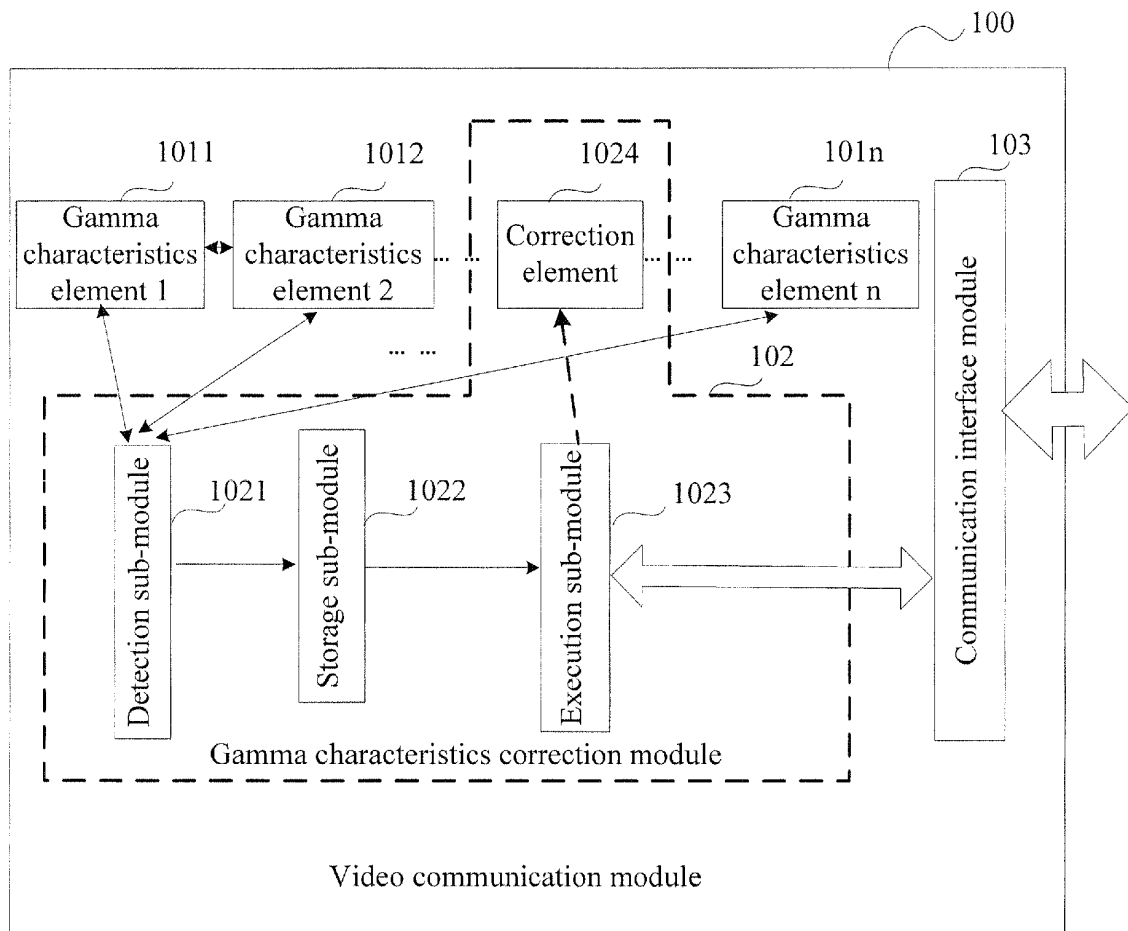 100
1011
1012
1024
101n
103
Gamma
characteristics
element 1
Gamma
characteristics
element 2
... ...
Correction
element
... ...
Gamma
characteristics
element n
... ...
102
Communication interface module
Detection sub-module
1021
Storage sub-module
1022
Execution sub-module
1023
Gamma characteristics correction module
Video communication module